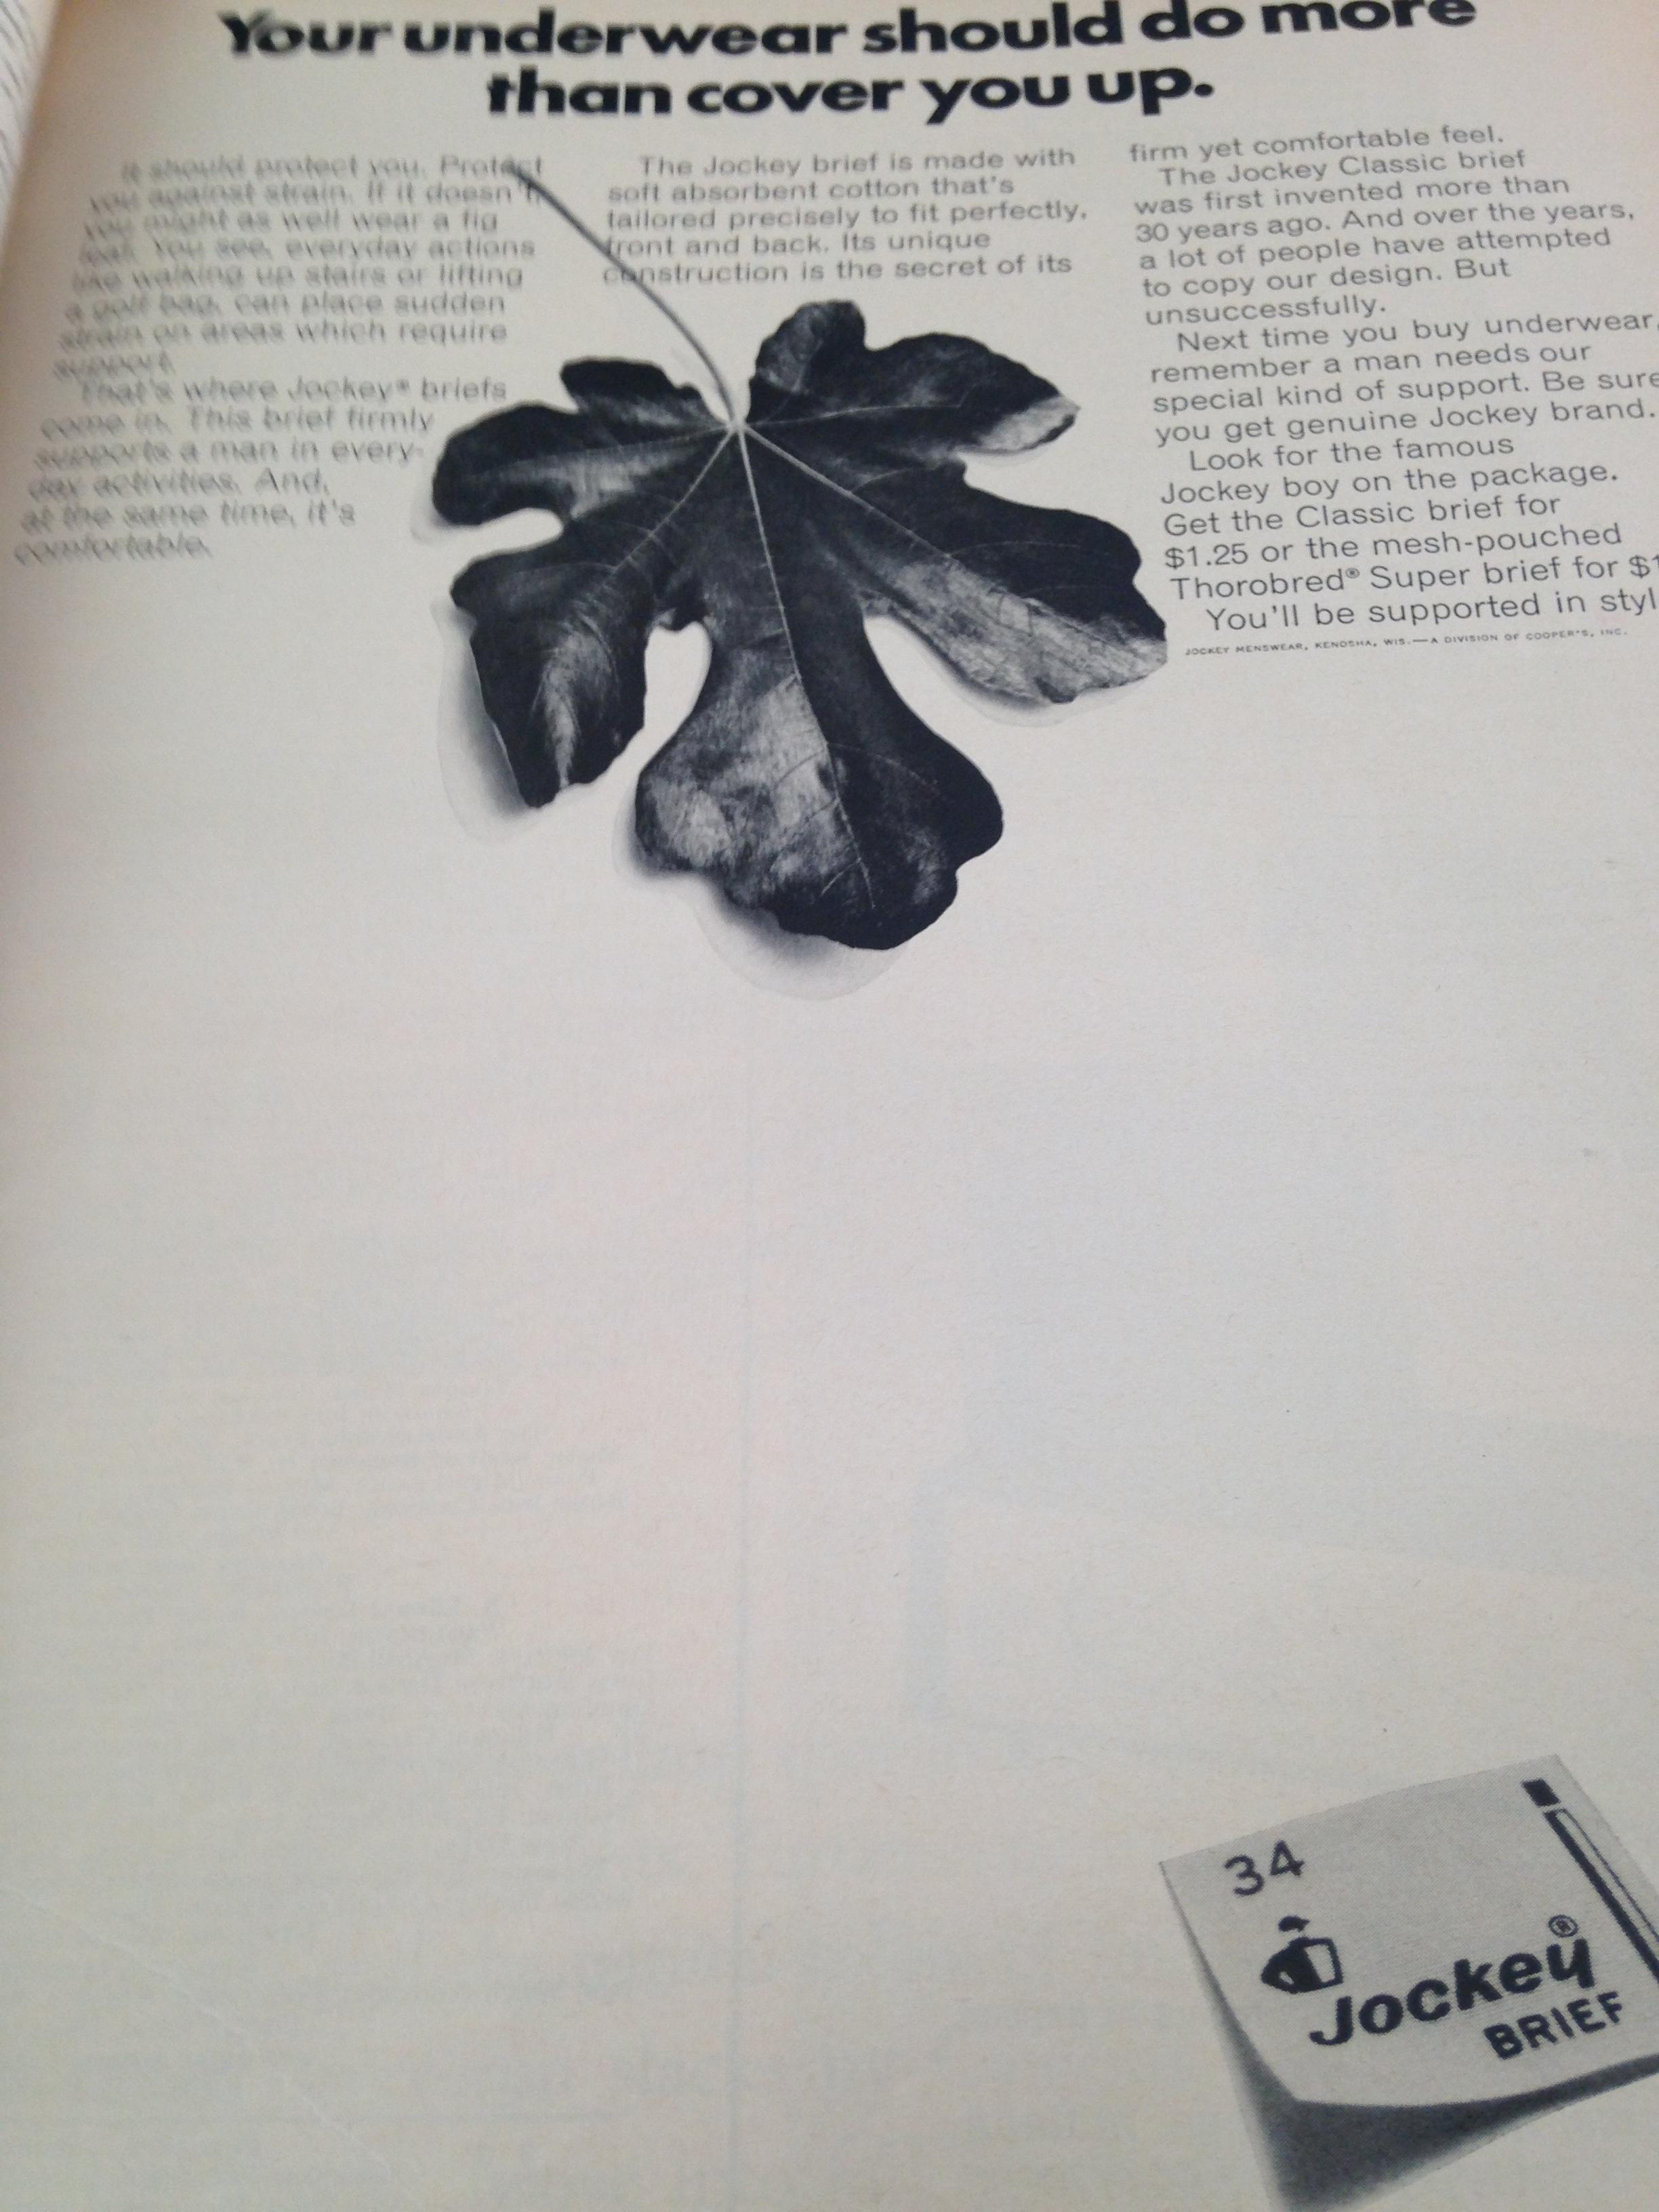 Your underwear should do more
than cover you up.
It should protect you. Protect
you against strain. If it doesn't
you might as well wear a fig
leaf. You see, everyday actions
like walking up stairs or lifting
a golf bag, can place sudden
strain on areas which require
support.
That's where Jockey® briefs
come in. This brief firmly
supports a man in every-
day activities. And,
at the same time, it's
comfortable.
The Jockey brief is made with
soft absorbent cotton that's
tailored precisely to fit perfectly,
front and back. Its unique
construction is the secret of its
firm yet comfortable feel.
The Jockey Classic brief
was first invented more than
30 years ago. And over the years,
a lot of people have attempted
to copy our design. But
unsuccessfully.
Next time you buy underwear,
remember a man needs our
special kind of support. Be sure
you get genuine Jockey brand.
Look for the famous
Jockey boy on the package.
Get the Classic brief for
$1.25 or the mesh-pouched
Thorobred® Super brief for
You'll be supported in
JOCKEY MENSWEAR, KENOSHA, WIS.—A DIVISION OF COOPER'S, INC.
34
Jockey®
BRIEF